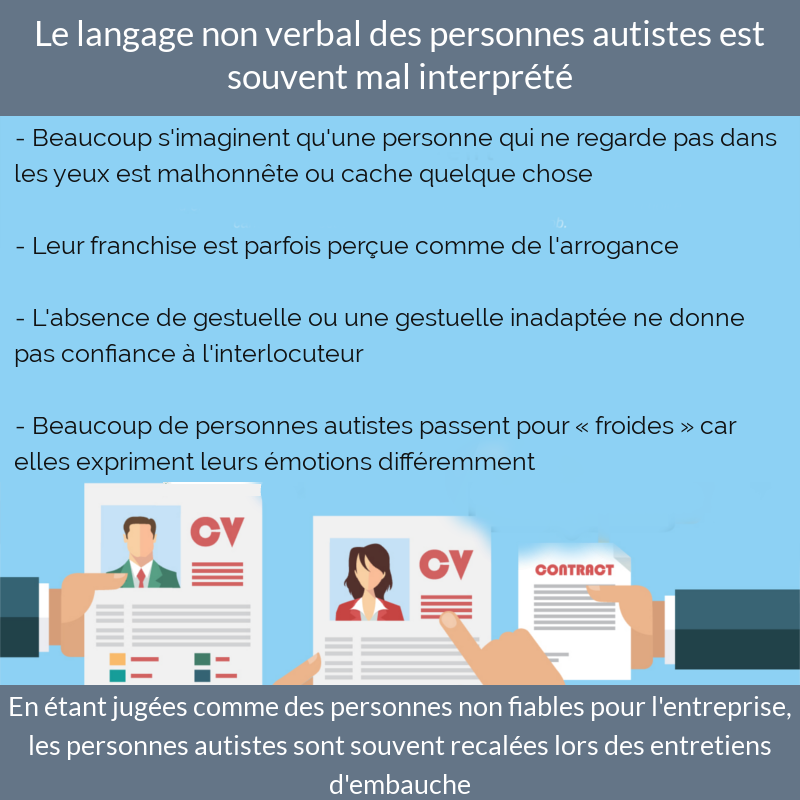 Le langage non verbal des personnes autistes est
souvent mal interprété
- Beaucoup s'imaginent qu'une personne qui ne regarde pas dans
les yeux est malhonnête ou cache quelque chose
- Leur franchise est parfois perçue comme de l'arrogance
- L'absence de gestuelle ou une gestuelle inadaptée ne donne
pas confiance à l'interlocuteur
- Beaucoup de personnes autistes passent pour « froides » car
elles expriment leurs émotions différemment
CV
CV
CONTRACT
En étant jugées comme des personnes non fiables pour l'entreprise,
les personnes autistes sont souvent recalées lors des entretiens
d'embauche